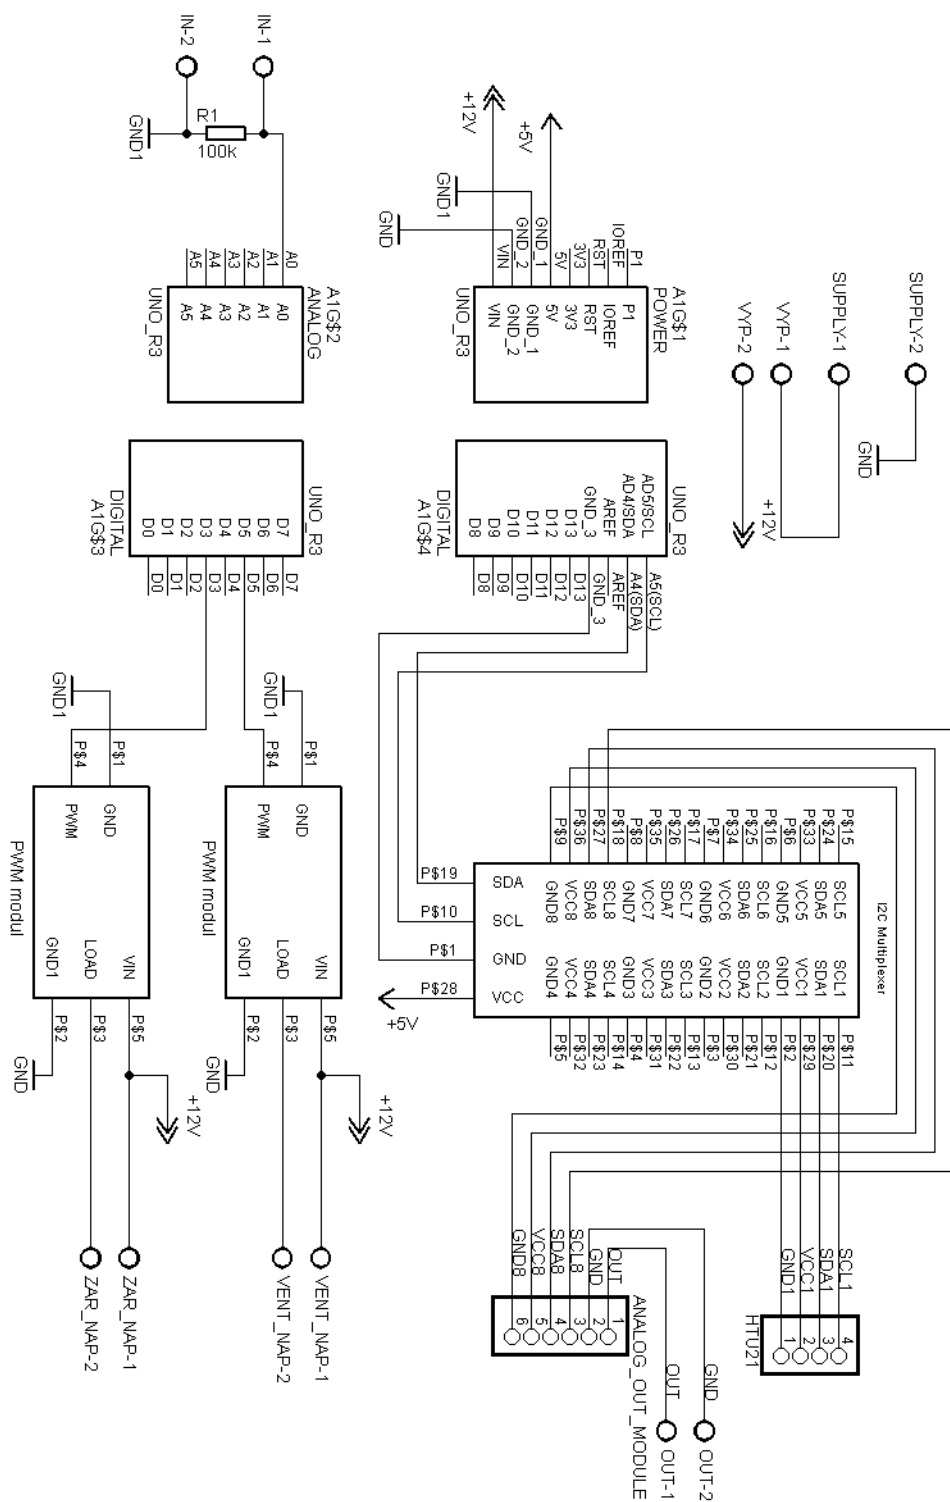 SUPPLY-2
SUPPLY-1
VYP-1
VYP-2
GND
+12V
IN-1
IN-2
R1
100k
GND1
+12V
+5V
GND1
GND
P1
IOREF
RST
3V3
5V
GND_1
GND_2
VIN
P1
IOREF
RST
3V3
5V
GND_1
GND_2
VIN
A1G$1
POWER
UNO_R3
A0
A1
A2
A3
A4
A5
A0
A1
A2
A3
A4
A5
A1G$2
ANALOG
UNO_R3
UNO_R3
AD5/SCL
AD4/SDA
AREF
GND_3
D13
D12
D11
D10
D9
D8
A5(SCL)
A4(SDA)
AREF
GND_3
D13
D12
D11
D10
D9
D8
DIGITAL
A1G$4
UNO_R3
D7
D6
D5
D4
D3
D2
D1
D0
D7
D6
D5
D4
D3
D2
D1
D0
DIGITAL
A1G$3
I2C Multiplexer
P$15
P$24
P$33
P$6
P$16
P$25
P$34
P$7
P$17
P$26
P$35
P$8
P$18
P$27
P$36
P$9
SCL5
SDA5
VCC5
GND5
SCL6
SDA6
VCC6
GND6
SCL7
SDA7
VCC7
GND7
SCL8
SDA8
VCC8
GND8
P$19
SDA
P$10
SCL
P$1
GND
P$28
VCC
+5V
SCL1
SDA1
VCC1
GND1
SCL2
SDA2
VCC2
GND2
SCL3
SDA3
VCC3
GND3
SCL4
SDA4
VCC4
GND4
P$11
P$20
P$29
P$2
P$12
P$21
P$30
P$3
P$13
P$22
P$31
P$4
P$14
P$23
P$32
P$5
GND1
P$1
P$4
GND
PWM
PWM modul
VIN
LOAD
GND1
P$5
P$3
P$2
GND
+12V
VENT_NAP-1
VENT_NAP-2
GND1
P$1
P$4
GND
PWM
PWM modul
VIN
LOAD
GND1
P$5
P$3
P$2
GND
+12V
ZAR_NAP-1
ZAR_NAP-2
SCL1
SDA1
VCC1
GND1
4
3
2
1
HTU21
OUT
GND
SCL8
SDA8
VCC8
GND8
1
2
3
4
5
6
ANALOG_OUT_MODULE
GND
OUT
OUT-2
OUT-1